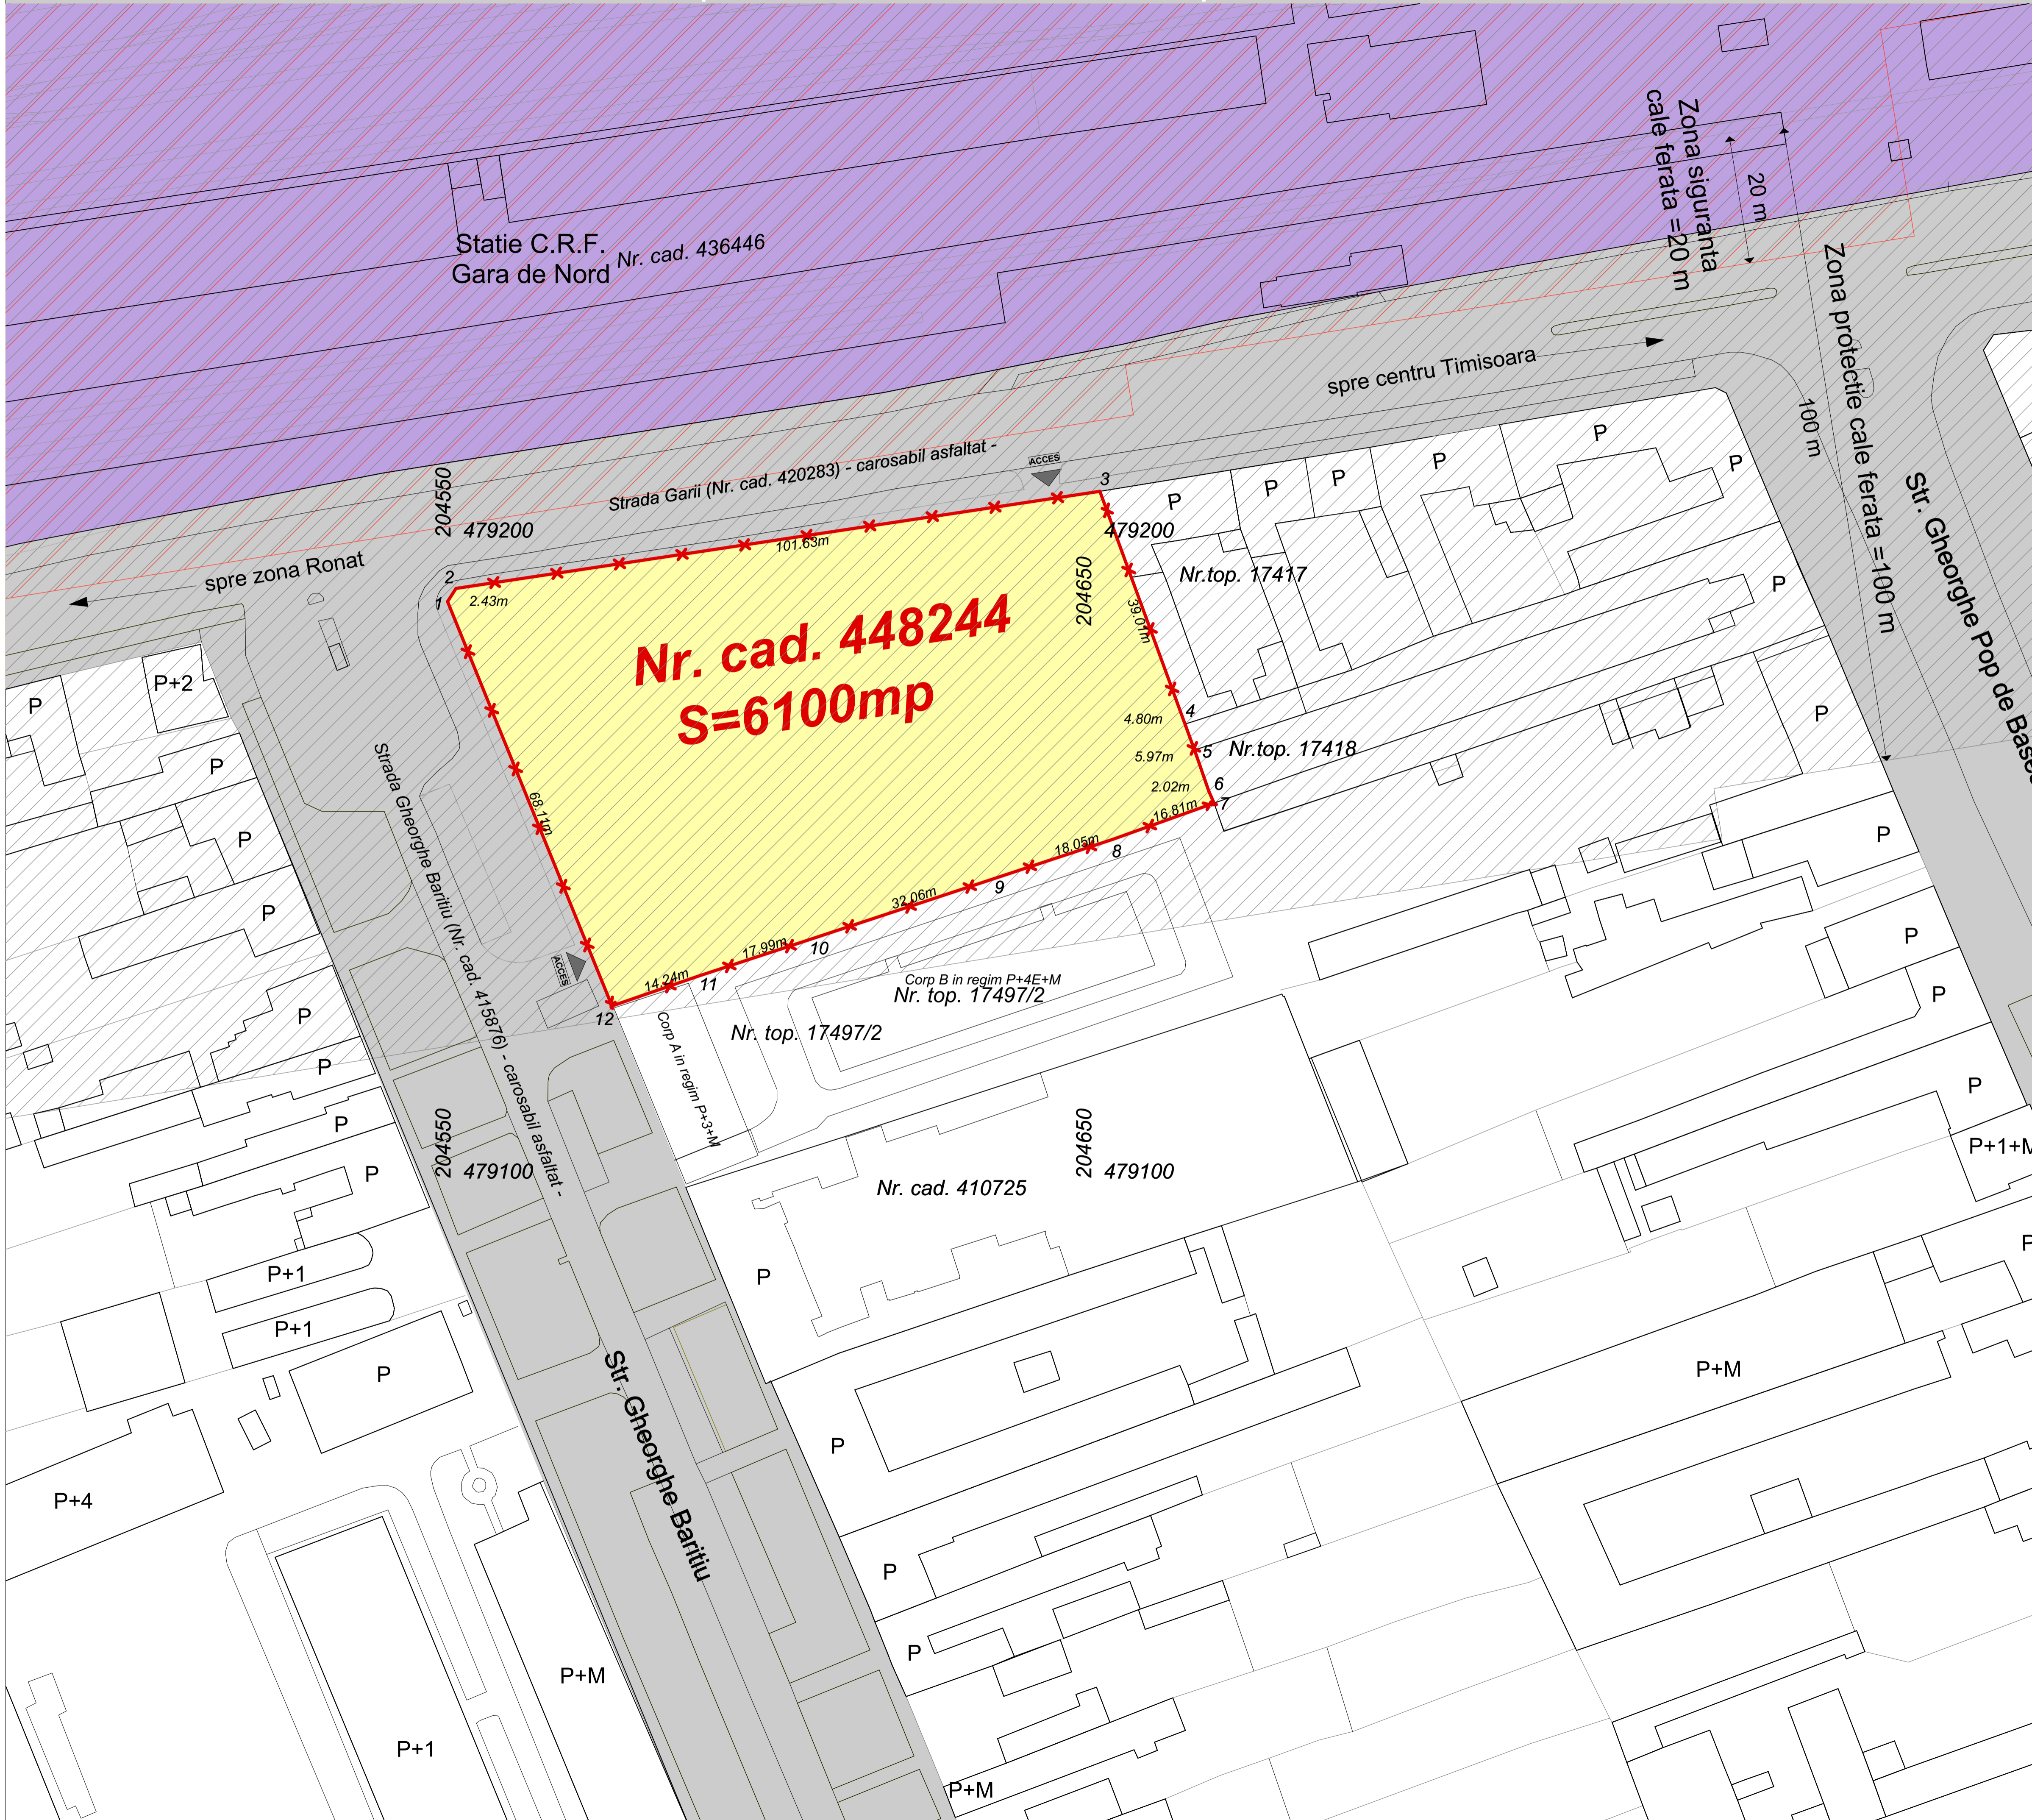 Zona siguranta
cale ferata =20 m
20 m
Statie C.R.F.
Gara de Nord
Nr. cad. 436446
Zona protectie cale ferata =100 m
100 m
spre centru Timisoara
Strada Garii (Nr. cad. 420283) - carosabil asfaltat -
ACCES
3
P
P
P
P
P
P
Str. Gheorghe Pop de Base
204550
479200
479200
204650
101.63m
spre zona Ronat
2
1
2.43m
Nr. cad. 448244
S=6100mp
39.01m
Nr.top. 17417
P
P
P+2
P
4
4.80m
5
5.97m
Nr.top. 17418
6
2.02m
7
16.81m
P
Strada Gheorghe Baritiu (Nr. cad. 415876) - carosabil asfaltat -
68.11m
18.05m
8
P
P
32.06m
9
P
17.99m
10
P
14.24m
11
ACCES
12
Corp B in regim P+4E+M
Nr. top. 17497/2
Nr. top. 17497/2
Corp A in regim P+3+M
P
P
P
P
P
P
P+1+M
204550
479100
204650
479100
Nr. cad. 410725
P
P
P
P+1
P+1
P
P+M
Str. Gheorghe Baritiu
P
P+4
P
P
P+M
P+1
P+M